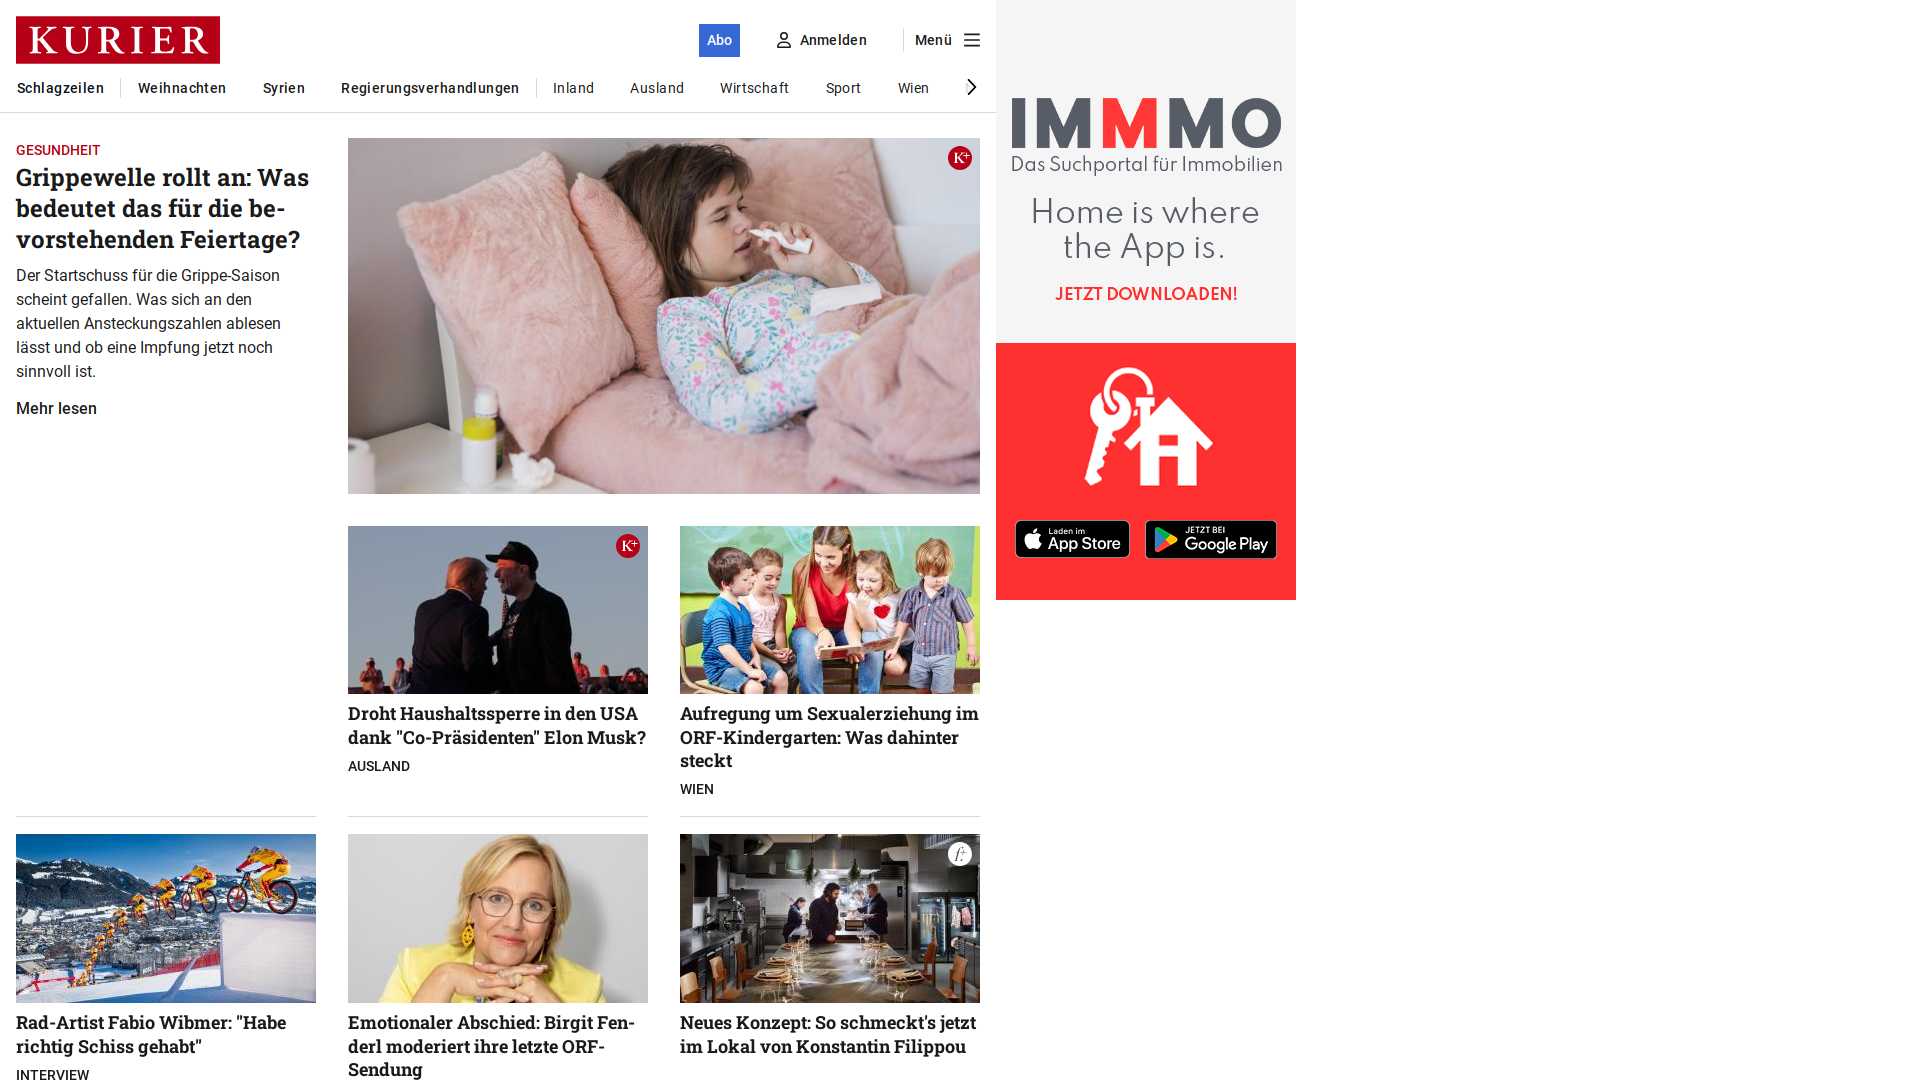 KURIER
Abo
Anmelden
Menü
Schlagzeilen
Weihnachten
Syrien
Regierungsverhandlungen
Inland
Ausland
Wirtschaft
Sport
Wien
GESUNDHEIT
Grippewelle rollt an: Was
bedeutet das für die be-
vorstehenden Feiertage?
Der Startschuss für die Grippe-Saison
scheint gefallen. Was sich an den
aktuellen Ansteckungszahlen ablesen
lässt und ob eine Impfung jetzt noch
sinnvoll ist.
Mehr lesen
K+
K+
Droht Haushaltssperre in den USA
dank "Co-Präsidenten" Elon Musk?
AUSLAND
Aufregung um Sexualerziehung im
ORF-Kindergarten: Was dahinter
steckt
WIEN
Rad-Artist Fabio Wibmer: "Habe
richtig Schiss gehabt"
INTERVIEW
Emotionaler Abschied: Birgit Fen-
derl moderiert ihre letzte ORF-
Sendung
f+
Neues Konzept: So schmeckt's jetzt
im Lokal von Konstantin Filippou
IMMMO
Das Suchportal für Immobilien
Home is where
the App is.
JETZT DOWNLOADEN!
Laden im
App Store
JETZT BEI
Google Play